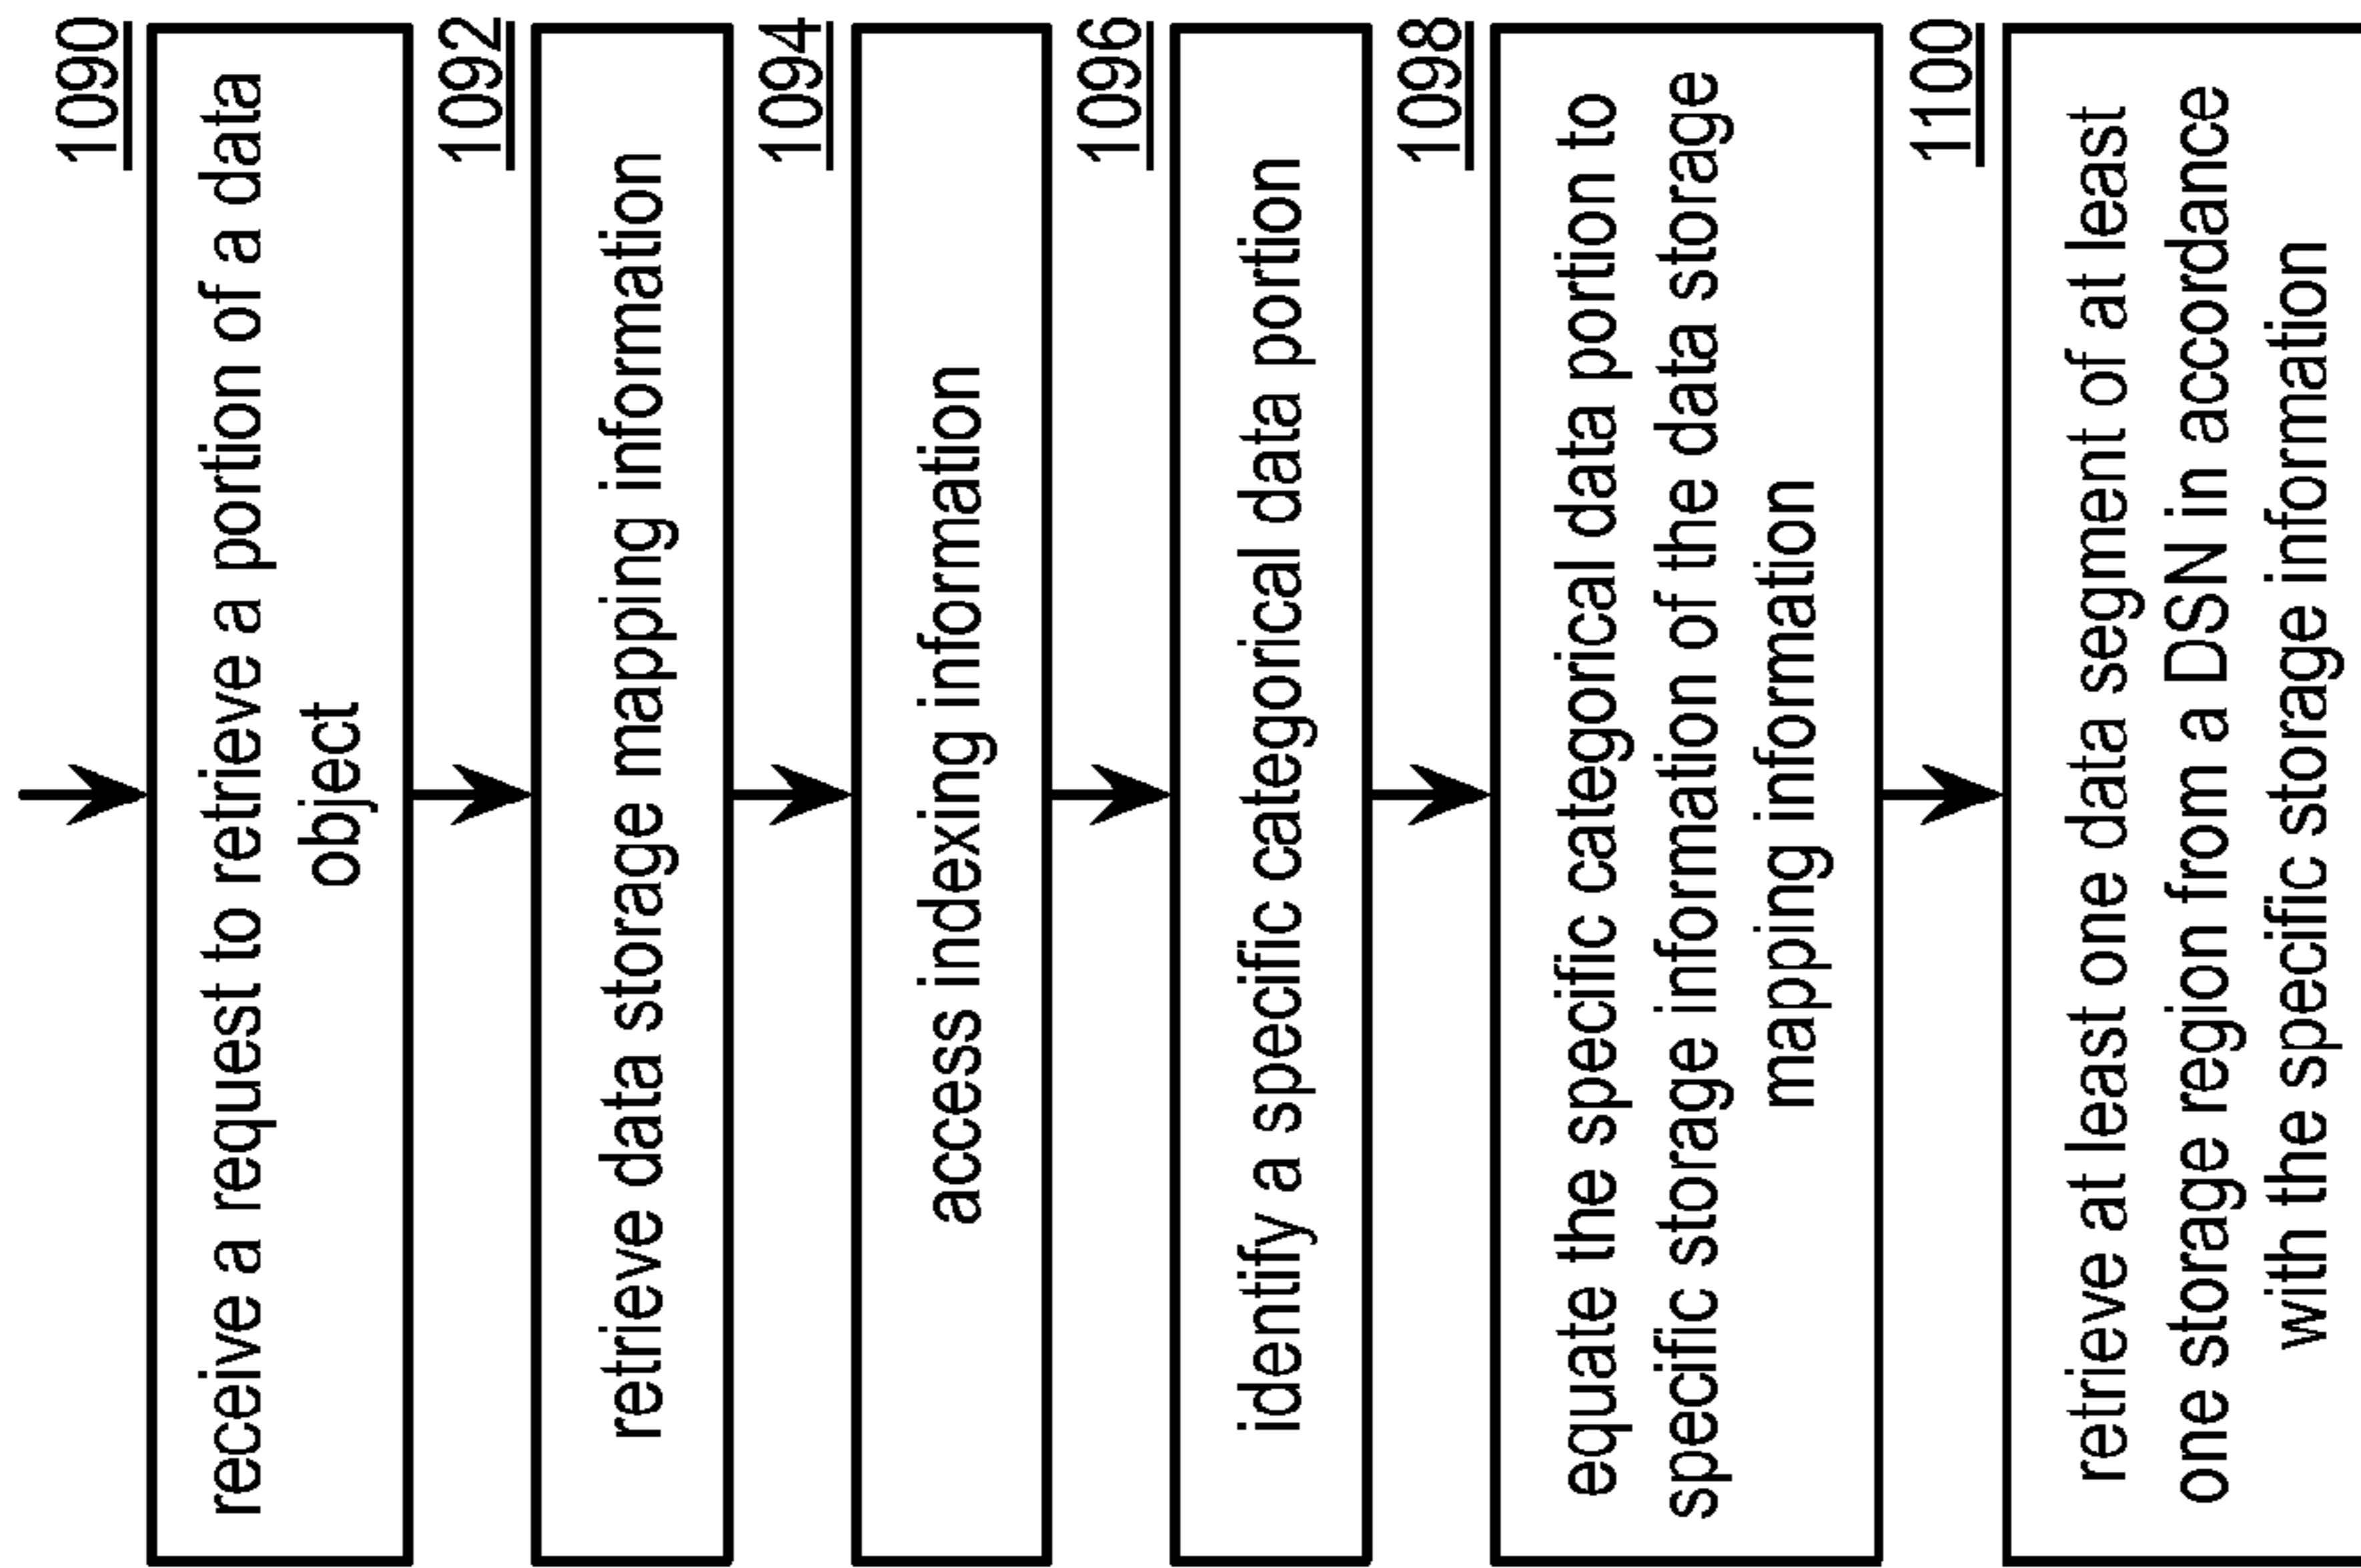 1090
receive a request to retrieve a portion of a data
object
1092
retrieve data storage mapping information
1094
access indexing information
1096
identify a specific categorical data portion
1098
equate the specific categorical data portion to
specific storage information of the data storage
mapping information
1100
retrieve at least one data segment of at least
one storage region from a DSN in accordance
with the specific storage information